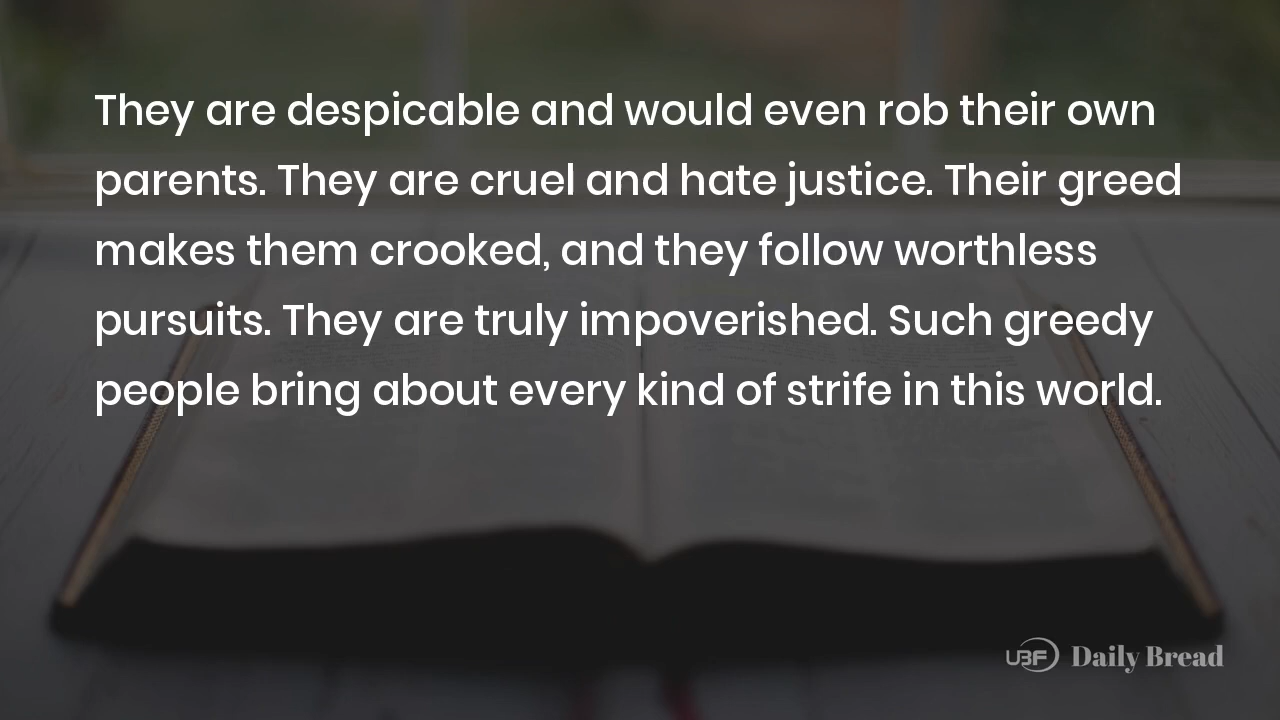 They are despicable and would even rob their own
parents. They are cruel and hate justice. Their greed
makes them crooked, and they follow worthless
pursuits. They are truly impoverished. Such greedy
people bring about every kind of strife in this world.
UBF Daily Bread